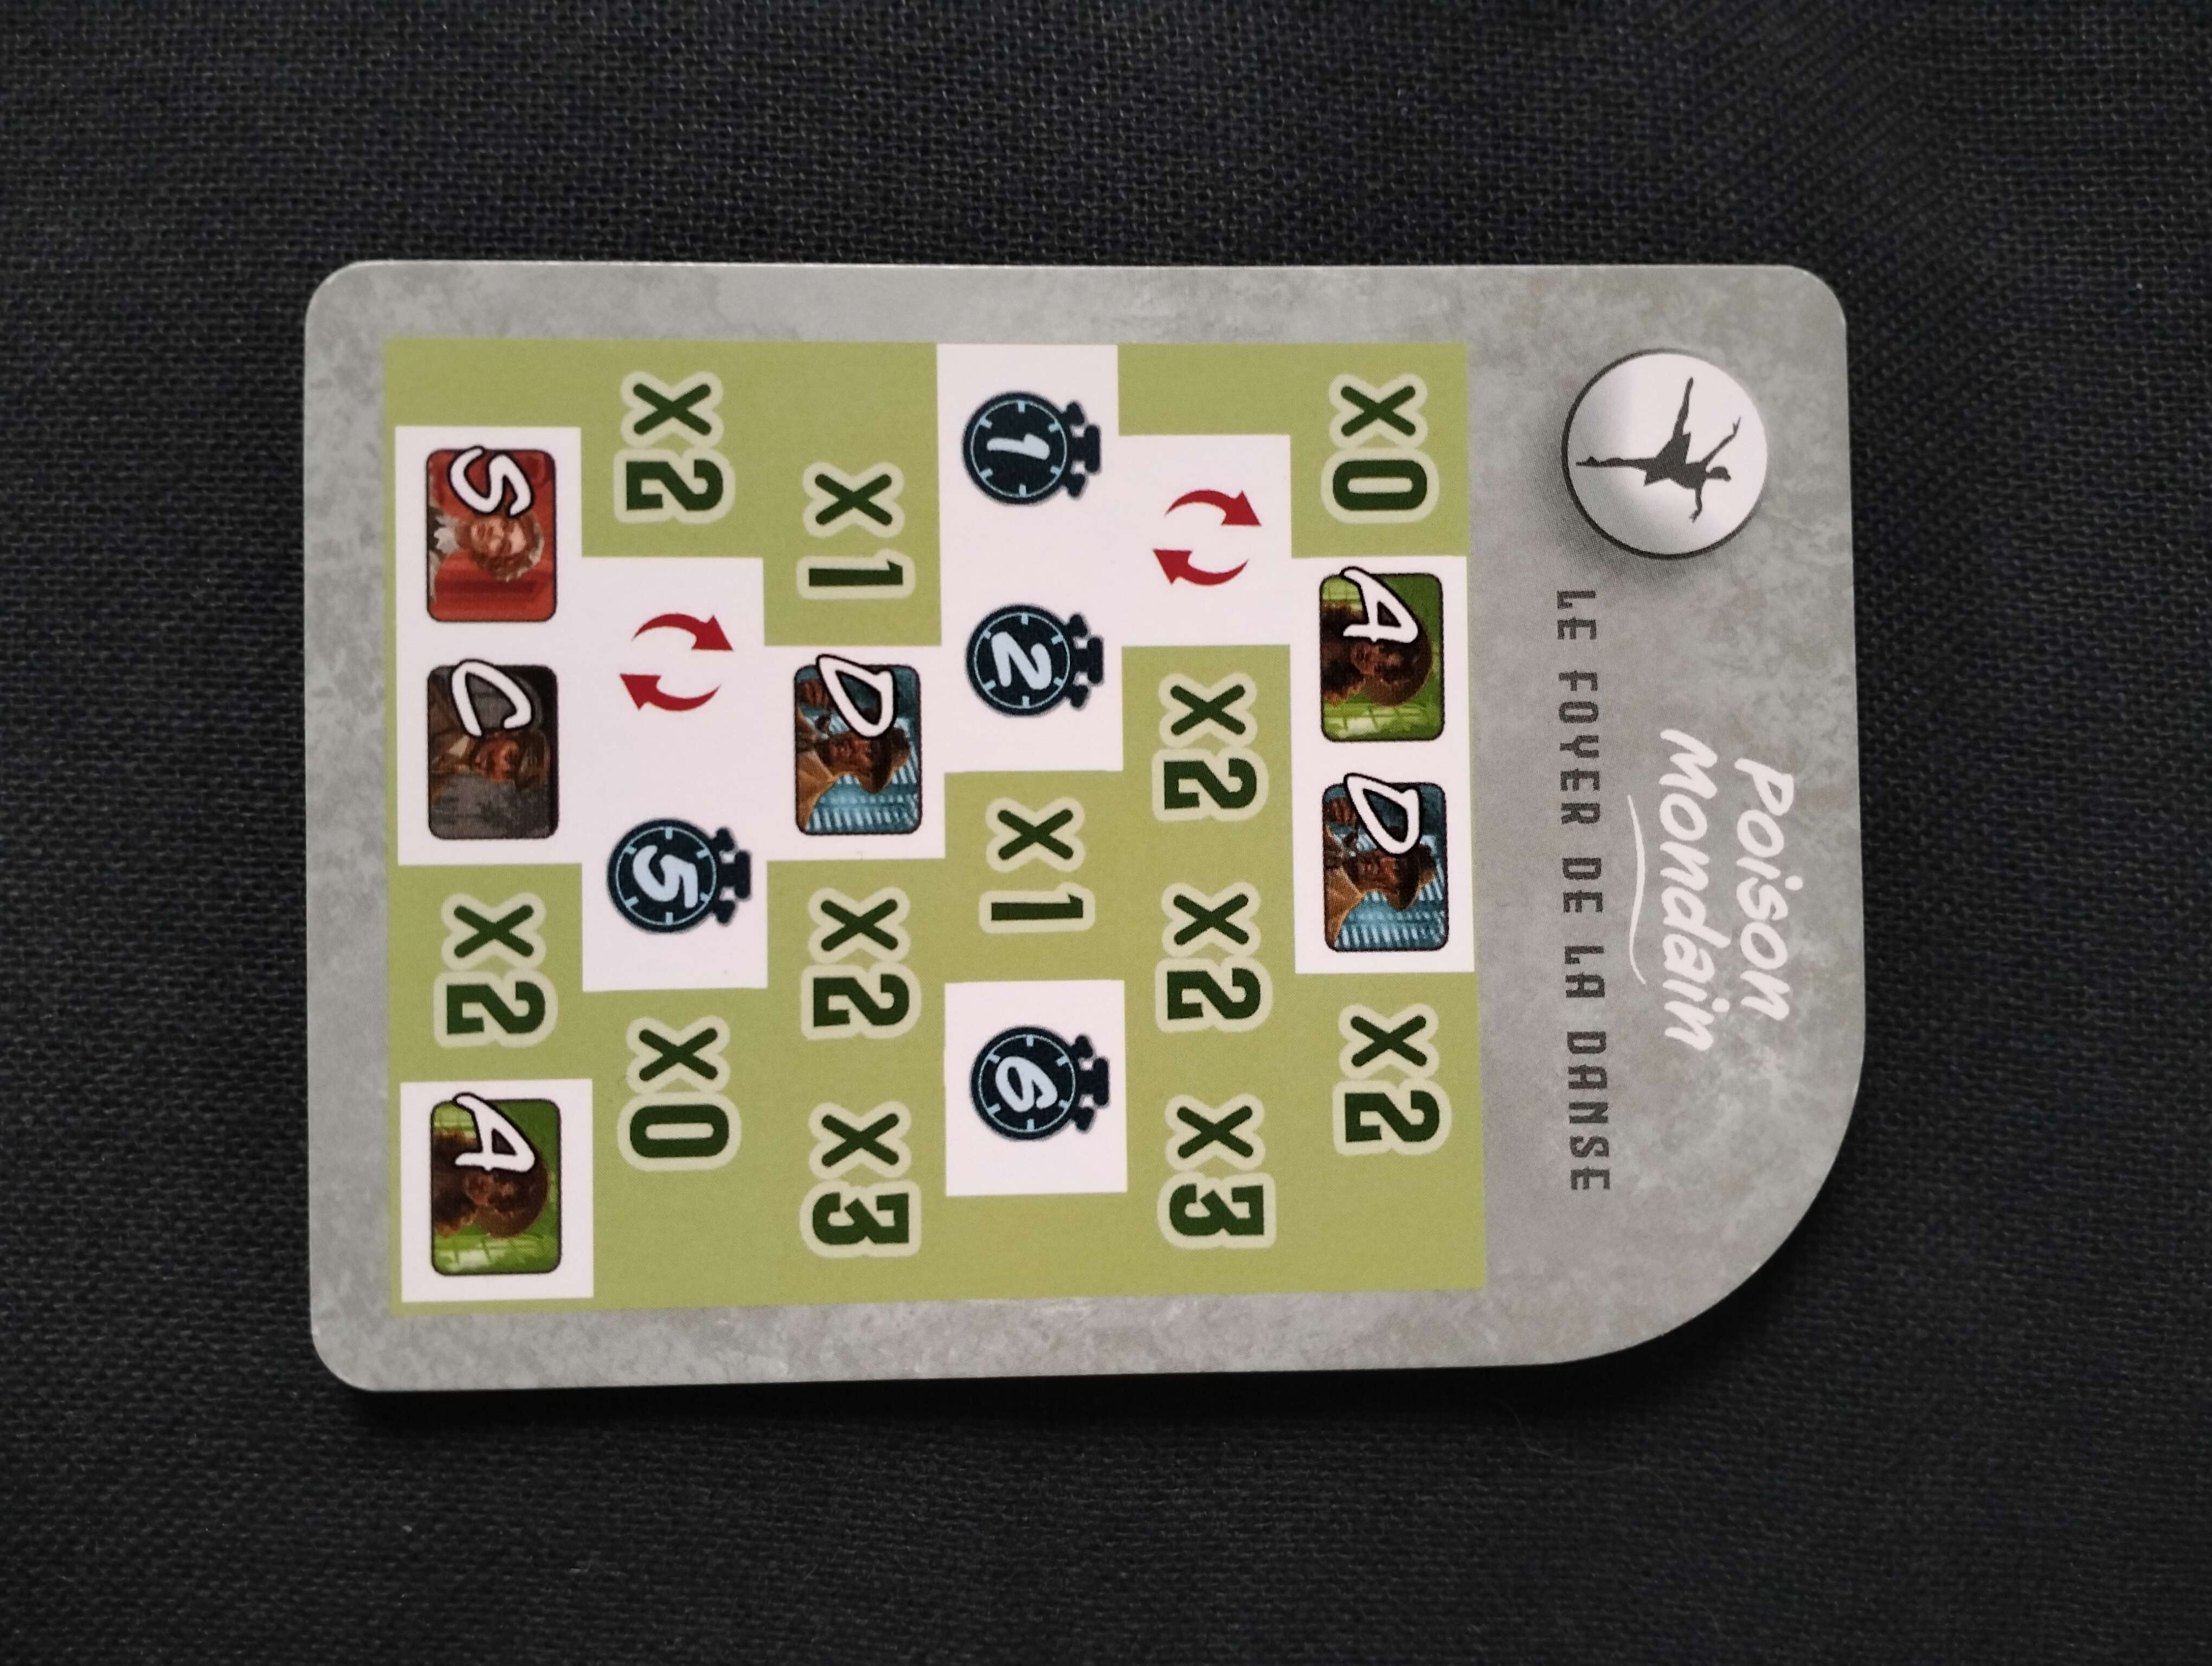 Poison
Mondain
LE FOYER DE LA DANSE
X0 A D X2
X2 X2 X3
1 2 X1 6
X1 D X2 X3
X2 5 X0
S C X2 A